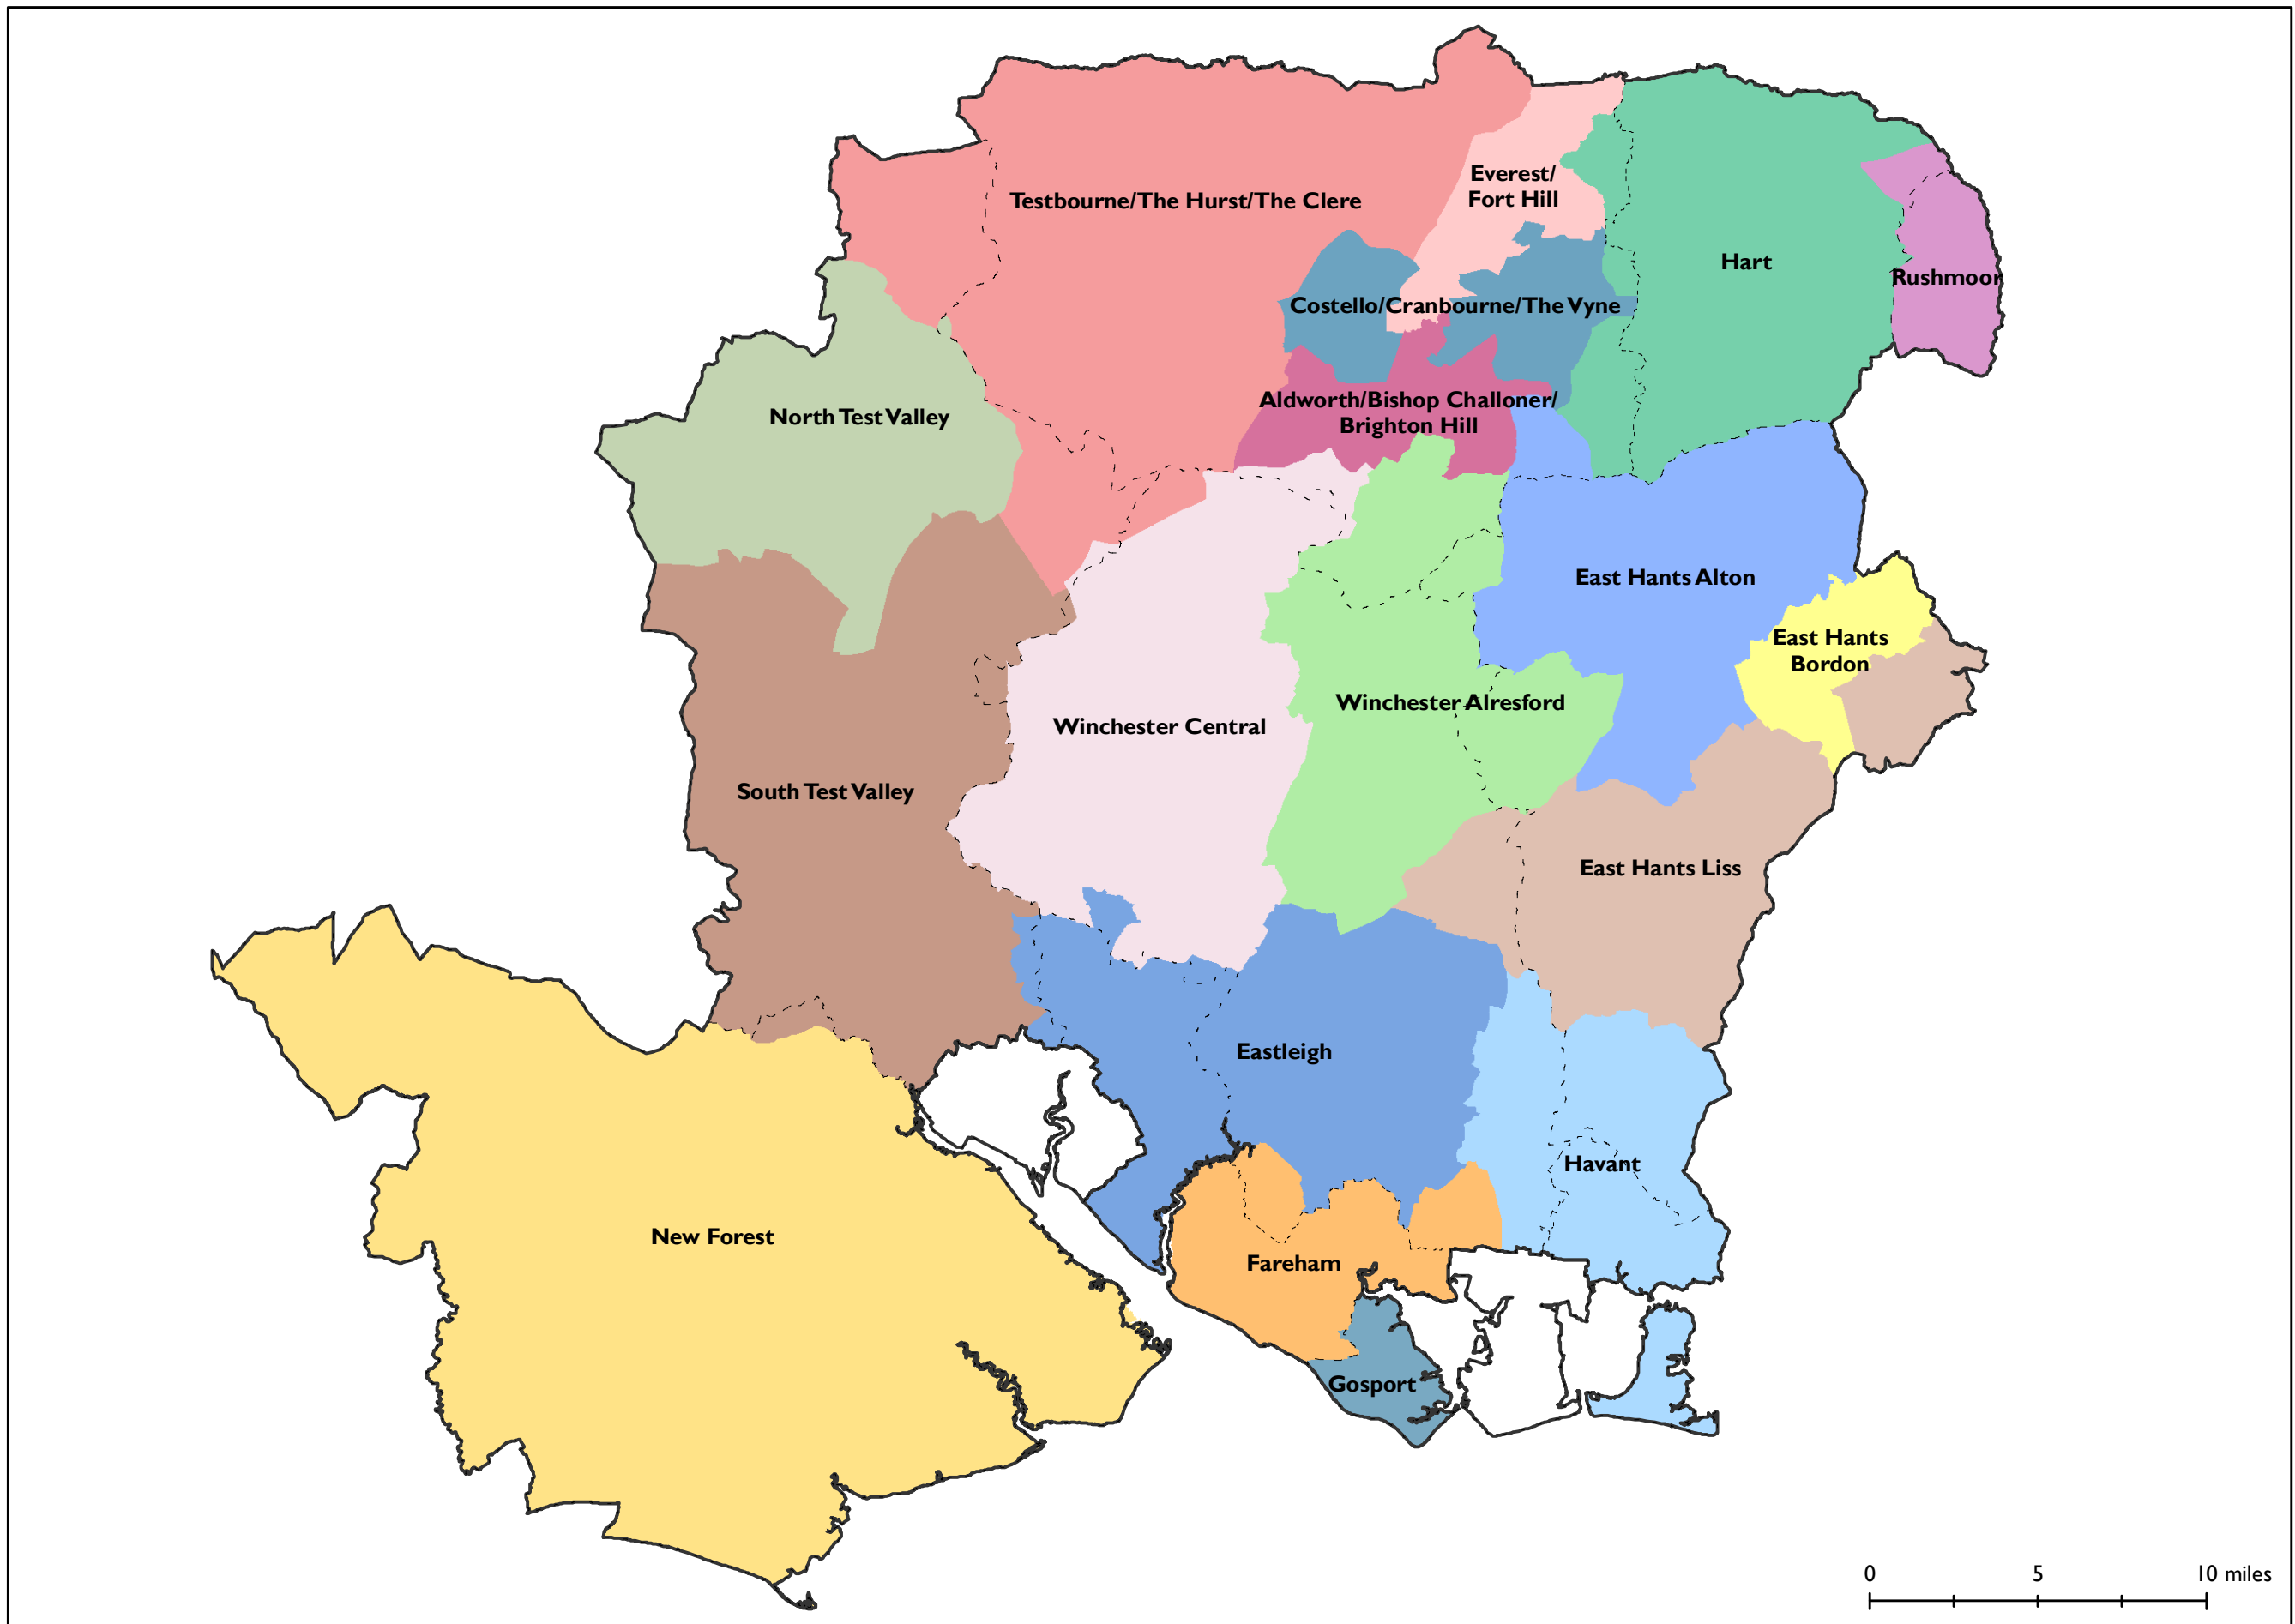 Everest/
Fort Hill
Testbourne/The Hurst/The Clere
Hart
Rushmoor
Costello/Cranbourne/The Vyne
Aldworth/Bishop Challoner/
Brighton Hill
North Test Valley
East Hants Alton
East Hants
Bordon
Winchester Alresford
Winchester Central
South Test Valley
East Hants Liss
Eastleigh
Havant
New Forest
Fareham
Gosport
0 5 10 miles